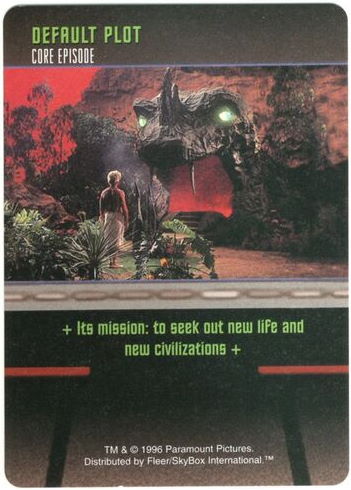 DEFAULT PLOT
CORE EPISODE
+ Its mission: to seek out new life and
new civilizations +
TM & © 1996 Paramount Pictures.
Distributed by Fleer/SkyBox International.™